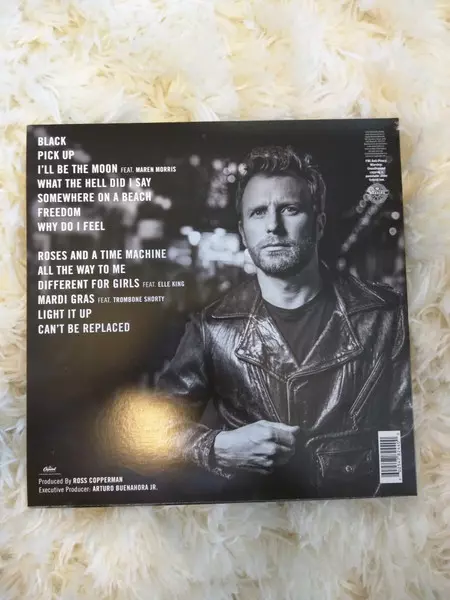 BLACK
PICK UP
I'LL BE THE MOON FEAT. MAREN MORRIS
WHAT THE HELL DID I SAY
SOMEWHERE ON A BEACH
FREEDOM
WHY DO I FEEL
ROSES AND A TIME MACHINE
ALL THE WAY TO ME
DIFFERENT FOR GIRLS FEAT. ELLE KING
MARDI GRAS FEAT. TROMBONE SHORTY
LIGHT IT UP
CAN'T BE REPLACED
Capitol
Produced By ROSS COPPERMAN
Executive Producer: ARTURO BUENAHORA JR.